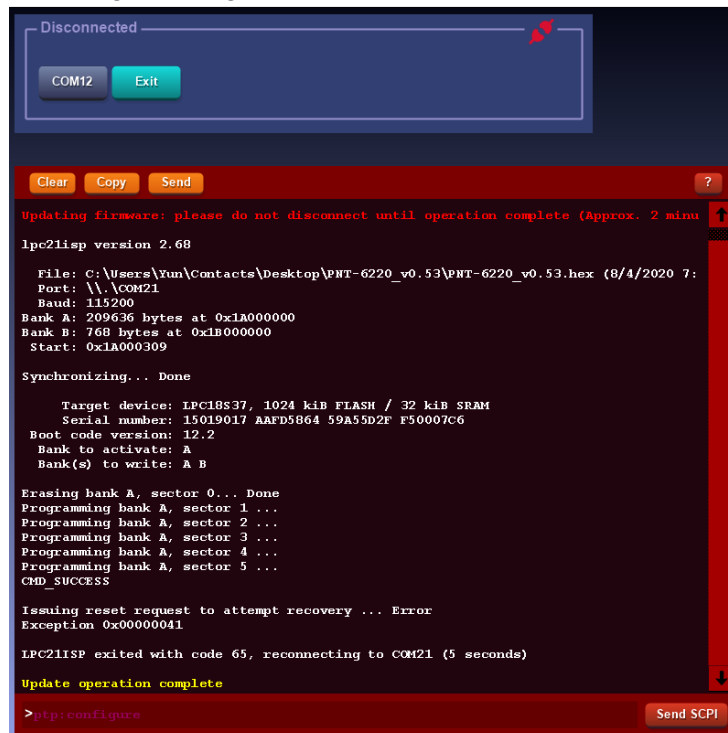 Disconnected
COM12 Exit
Clear Copy Send ?
Updating firmware: please do not disconnect until operation complete (Approx. 2 minu
lpc21isp version 2.68
File: C:\Users\Yun\Contacts\Desktop\PNT-6220_v0.53\PNT-6220_v0.53.hex (8/4/2020 7:
Port: \\.\COM21
Baud: 115200
Bank A: 209636 bytes at 0x1A000000
Bank B: 768 bytes at 0x1B000000
Start: 0x1A000309
Synchronizing... Done
Target device: LPC18S37, 1024 kiB FLASH / 32 kiB SRAM
Serial number: 15019017 AAFD5864 59A55D2F F50007C6
Boot code version: 12.2
Bank to activate: A
Bank(s) to write: A B
Erasing bank A, sector 0... Done
Programming bank A, sector 1 ...
Programming bank A, sector 2 ...
Programming bank A, sector 3 ...
Programming bank A, sector 4 ...
Programming bank A, sector 5 ...
CMD_SUCCESS
Issuing reset request to attempt recovery ... Error
Exception 0x00000041
LPC21ISP exited with code 65, reconnecting to COM21 (5 seconds)
Update operation complete
>ptp:configure Send SCPI